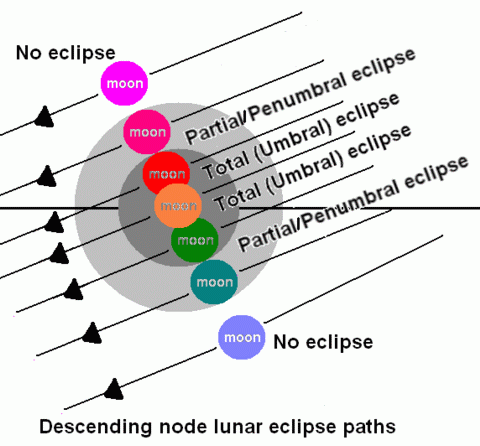 No eclipse
moon
moon
Partial/Penumbral eclipse
moon
Total (Umbral) eclipse
moon
Total (Umbral) eclipse
moon
Partial/Penumbral eclipse
moon
moon
No eclipse
Descending node lunar eclipse paths